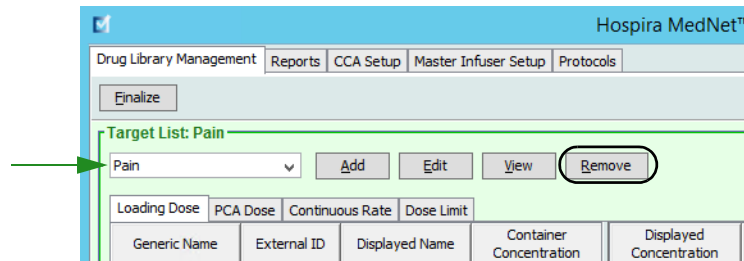 Hospira MedNet™
Drug Library Management Reports CCA Setup Master Infuser Setup Protocols
Finalize
Target List: Pain
Pain Add Edit View Remove
Loading Dose PCA Dose Continuous Rate Dose Limit
Generic Name External ID Displayed Name Container Concentration Displayed Concentration